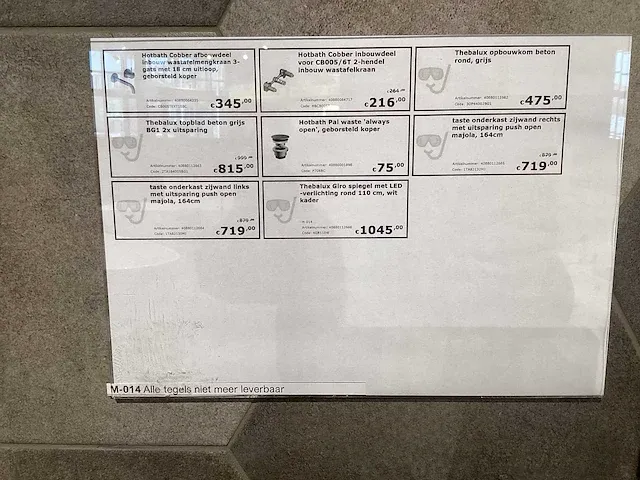 Hotbath Cobber afbouwdeel
inbouw wastafelmengkraan 3-
gats met 18 cm uitloop,
geborsteld koper
€345,00
Hotbath Cobber inbouwdeel
voor CB005/6T 2-hendel
inbouw wastafelkraan
€216,00
Thebalux opbouwkom beton
rond, grijs
€475,00
Thebalux topblad beton grijs
BG1 2x uitsparing
€815,00
Hotbath Pal waste 'always
open', geborsteld koper
€75,00
taste onderkast zijwand rechts
met uitsparing push open
majola, 164cm
€719,00
taste onderkast zijwand links
met uitsparing push open
majola, 164cm
€719,00
Thebalux Giro spiegel met LED
-verlichting rond 110 cm, wit
kader
€1045,00
M-014 Alle tegels niet meer leverbaar